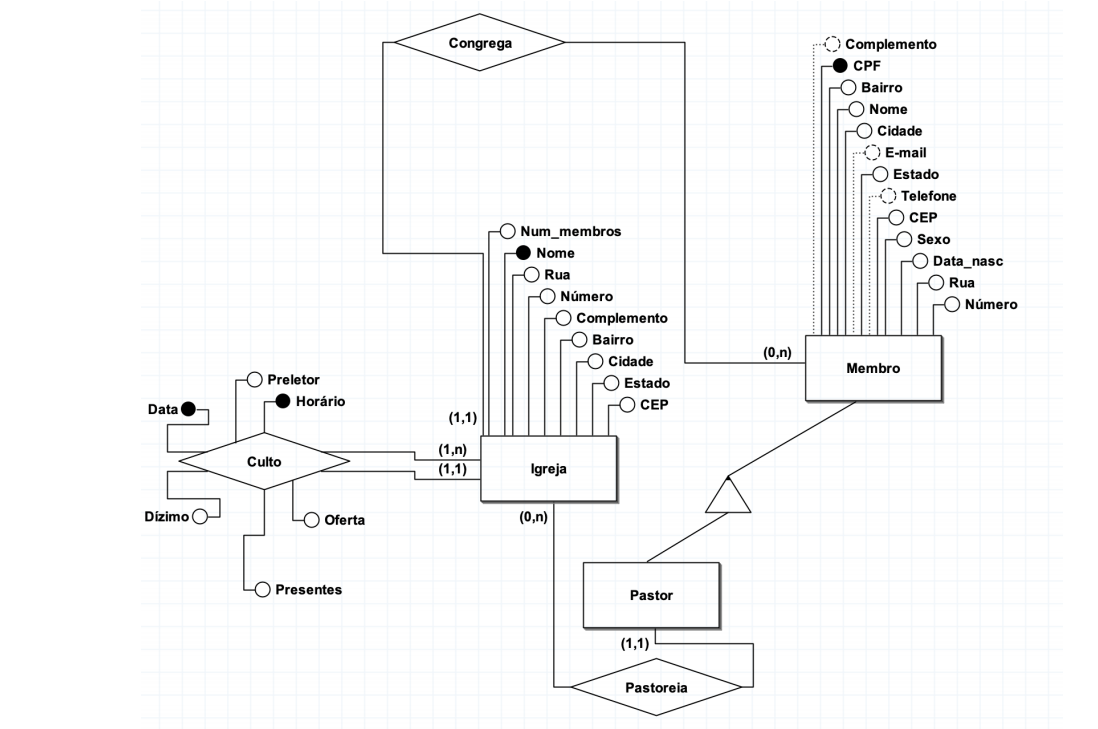 Congrega
Complemento
CPF
Bairro
Nome
Cidade
E-mail
Estado
Telefone
CEP
Sexo
Data_nasc
Rua
Número
(0,n)
Membro
Num_membros
Nome
Rua
Número
Complemento
Bairro
Cidade
Estado
CEP
(1,1)
Igreja
Preletor
Data
Horário
(1,n)
Culto
(1,1)
Dízimo
Oferta
Presentes
(0,n)
Pastor
(1,1)
Pastoreia